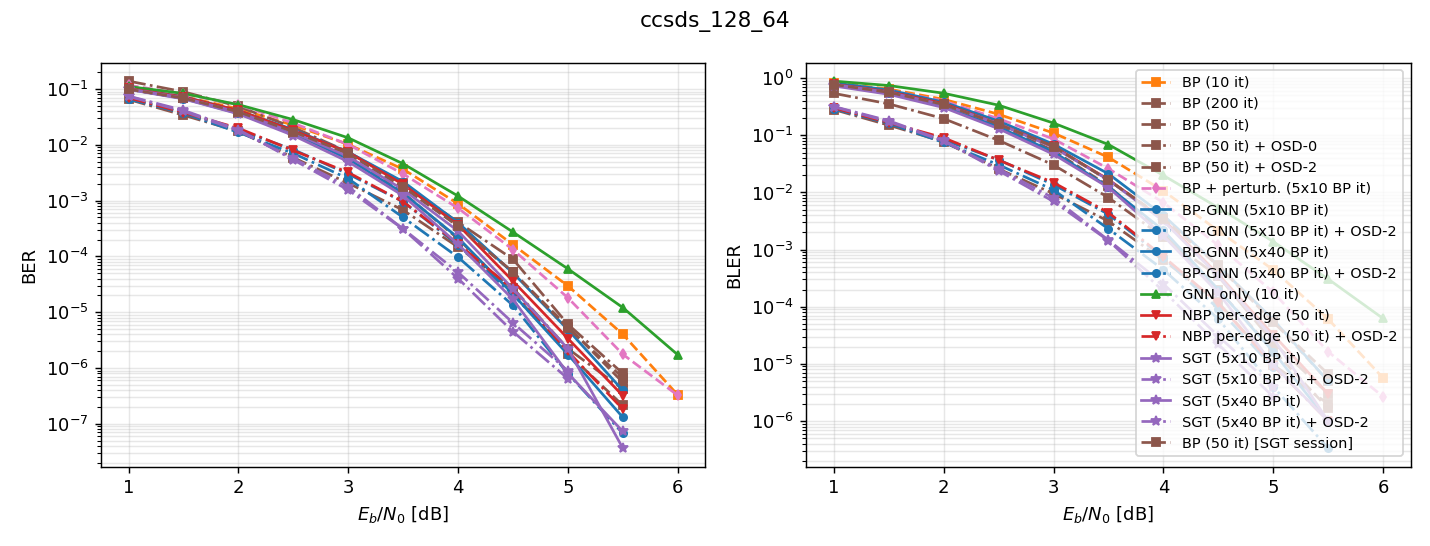 ccsds_128_64
BER
10⁻¹
10⁻²
10⁻³
10⁻⁴
10⁻⁵
10⁻⁶
10⁻⁷
1 2 3 4 5 6
E_b/N_0 [dB]
BLER
10⁰
10⁻¹
10⁻²
10⁻³
10⁻⁴
10⁻⁵
10⁻⁶
BP (10 it)
BP (200 it)
BP (50 it)
BP (50 it) + OSD-0
BP (50 it) + OSD-2
BP + perturb. (5x10 BP it)
BP-GNN (5x10 BP it)
BP-GNN (5x10 BP it) + OSD-2
BP-GNN (5x40 BP it)
BP-GNN (5x40 BP it) + OSD-2
GNN only (10 it)
NBP per-edge (50 it)
NBP per-edge (50 it) + OSD-2
SGT (5x10 BP it)
SGT (5x10 BP it) + OSD-2
SGT (5x40 BP it)
SGT (5x40 BP it) + OSD-2
BP (50 it) [SGT session]
1 2 3 4 5 6
E_b/N_0 [dB]